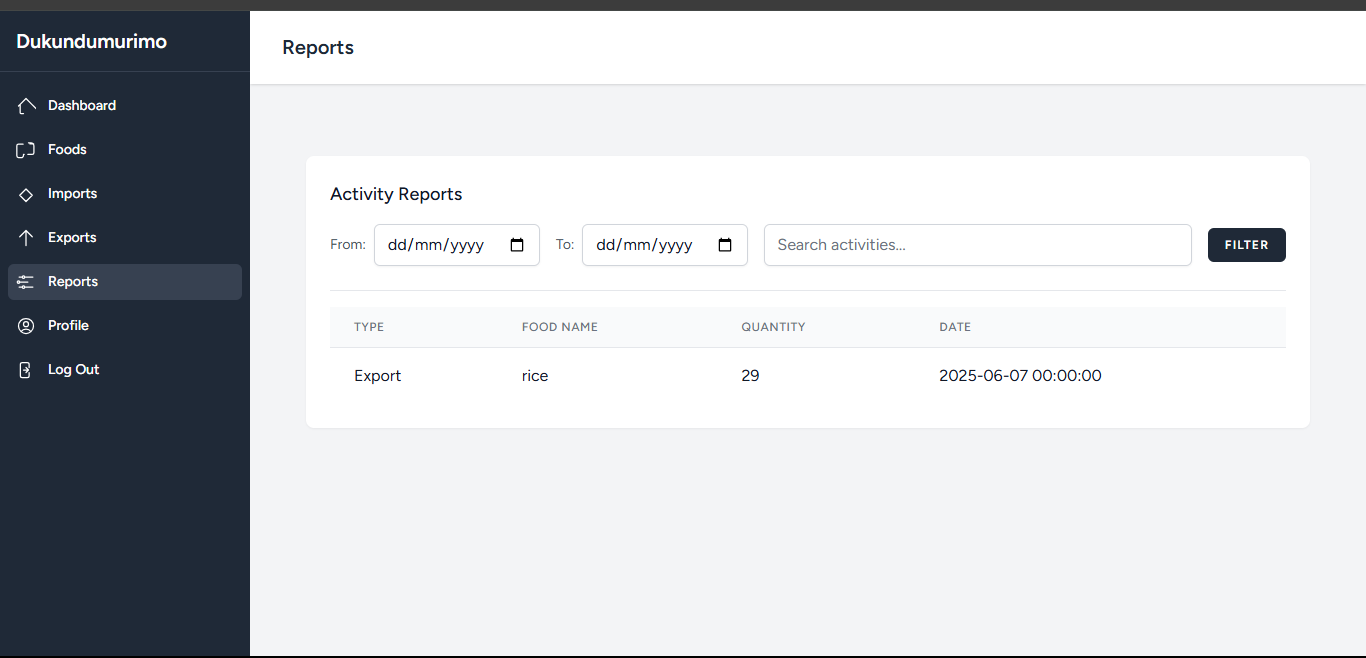 Dukundumurimo
Dashboard
Foods
Imports
Exports
Reports
Profile
Log Out
Reports
Activity Reports
From: dd/mm/yyyy To: dd/mm/yyyy Search activities... FILTER
TYPE FOOD NAME QUANTITY DATE
Export rice 29 2025-06-07 00:00:00